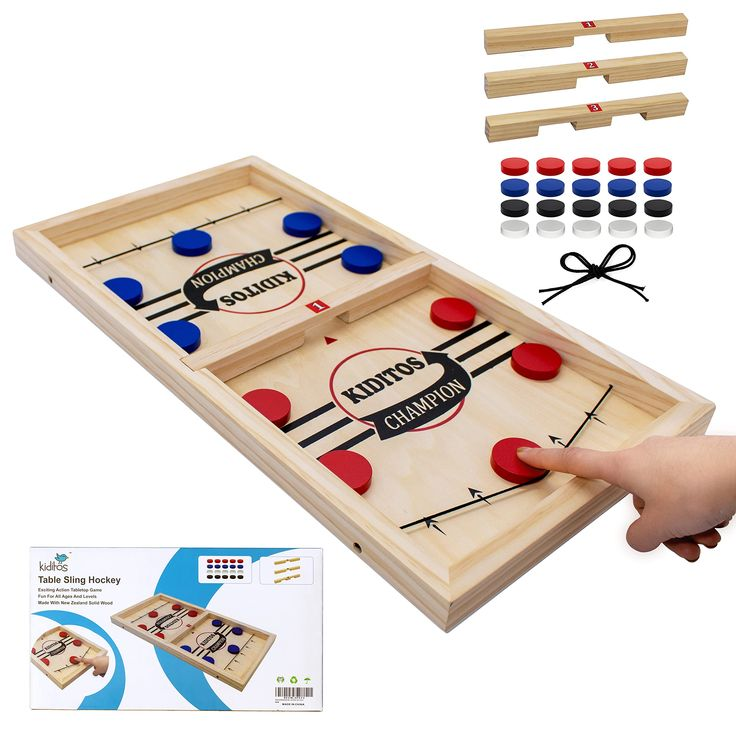 1
2
3
KIDITOS
CHAMPION
1
KIDITOS
CHAMPION
kiditos
Table Sling Hockey
Exciting Action Tabletop Game
Fun For All Ages And Levels
Made With New Zealand Solid Wood
MADE IN CHINA